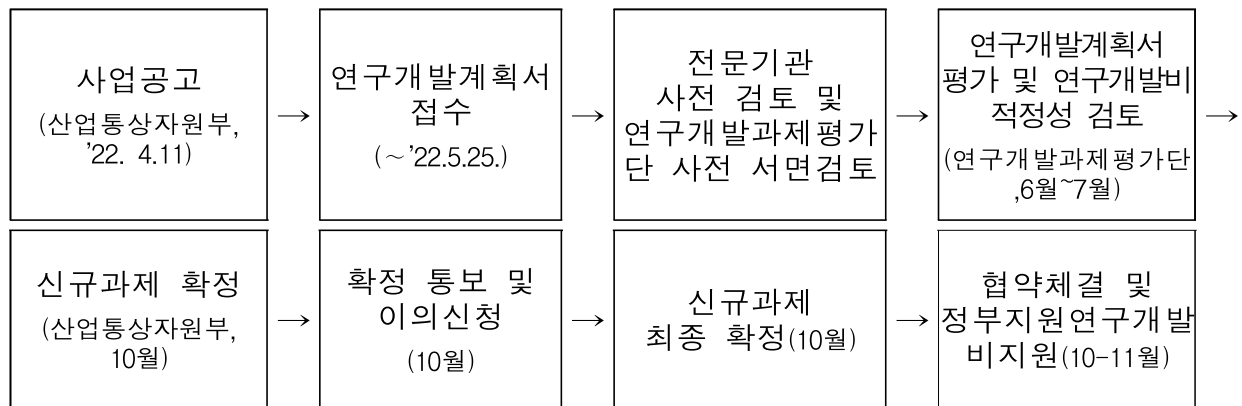 사업공고
(산업통상자원부,
'22. 4.11)
→
연구개발계획서
접수
(～'22.5.25.)
→
전문기관
사전 검토 및
연구개발과제평가
단 사전 서면검토
→
연구개발계획서
평가 및 연구개발비
적정성 검토
(연구개발과제평가단
,6월~7월)
→
신규과제 확정
(산업통상자원부,
10월)
→
확정 통보 및
이의신청
(10월)
→
신규과제
최종 확정(10월)
→
협약체결 및
정부지원연구개발
비지원(10-11월)